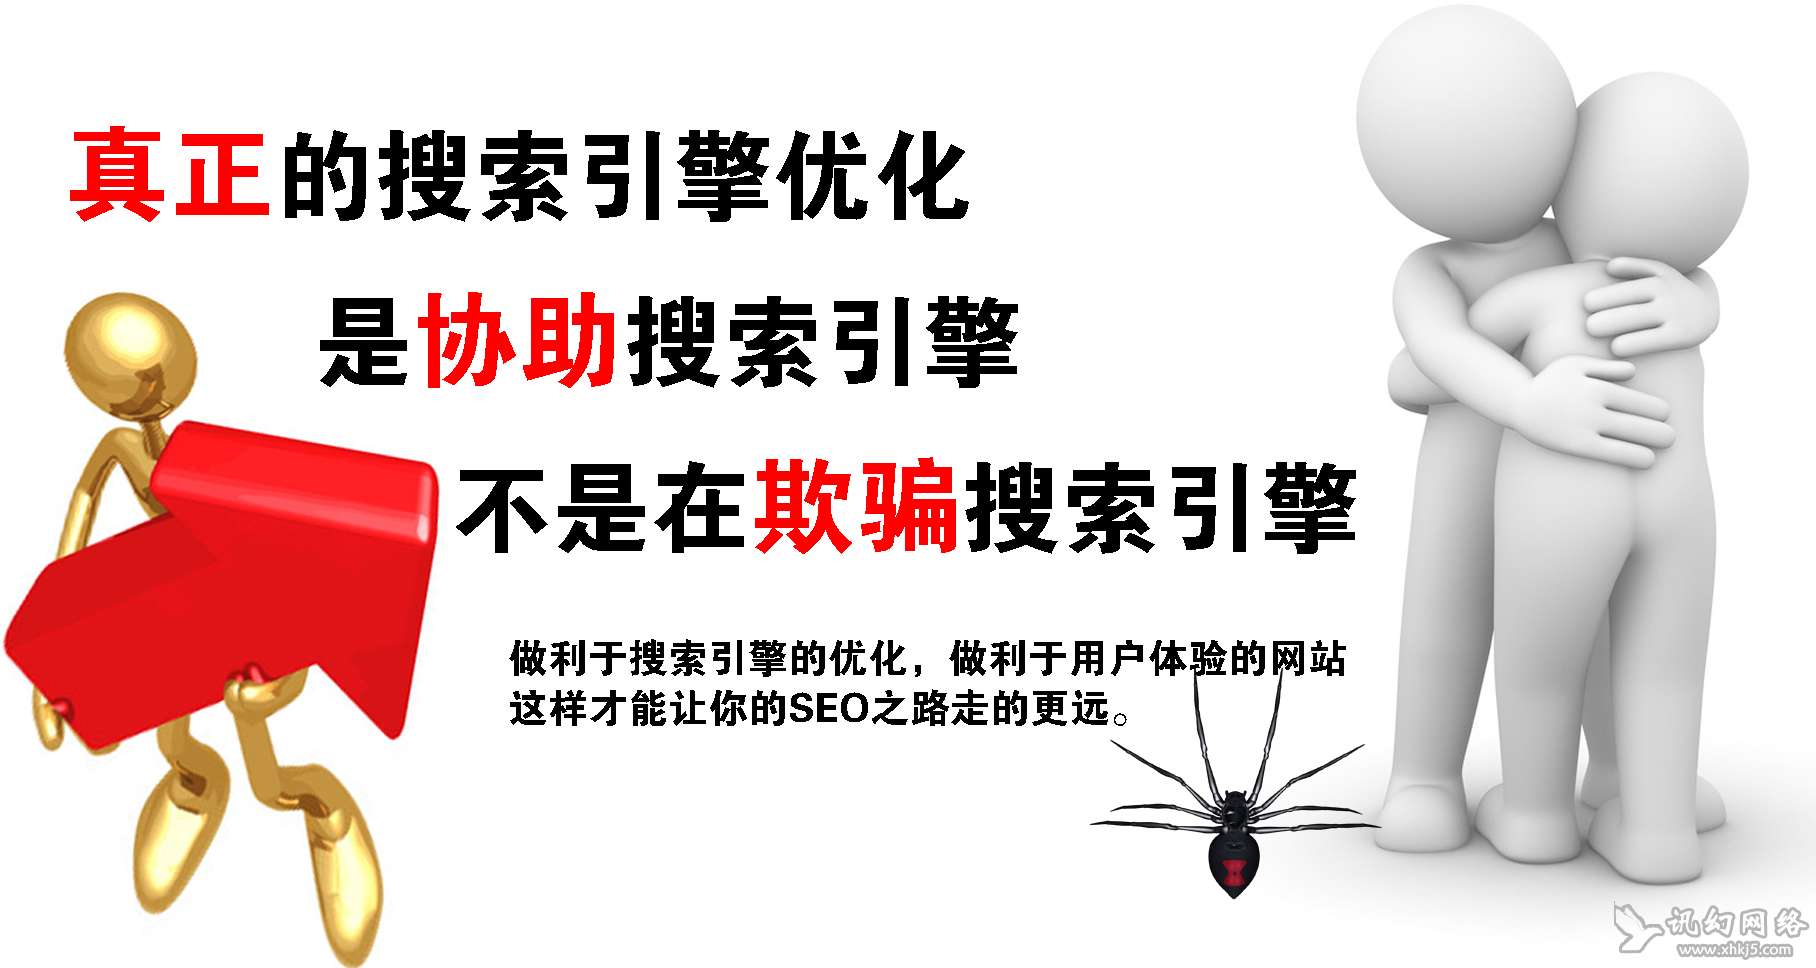 真正的搜索引擎优化
是协助搜索引擎
不是在欺骗搜索引擎
做利于搜索引擎的优化，做利于用户体验的网站
这样才能让你的SEO之路走的更远。
讯幻网络
www.xhkj5.com